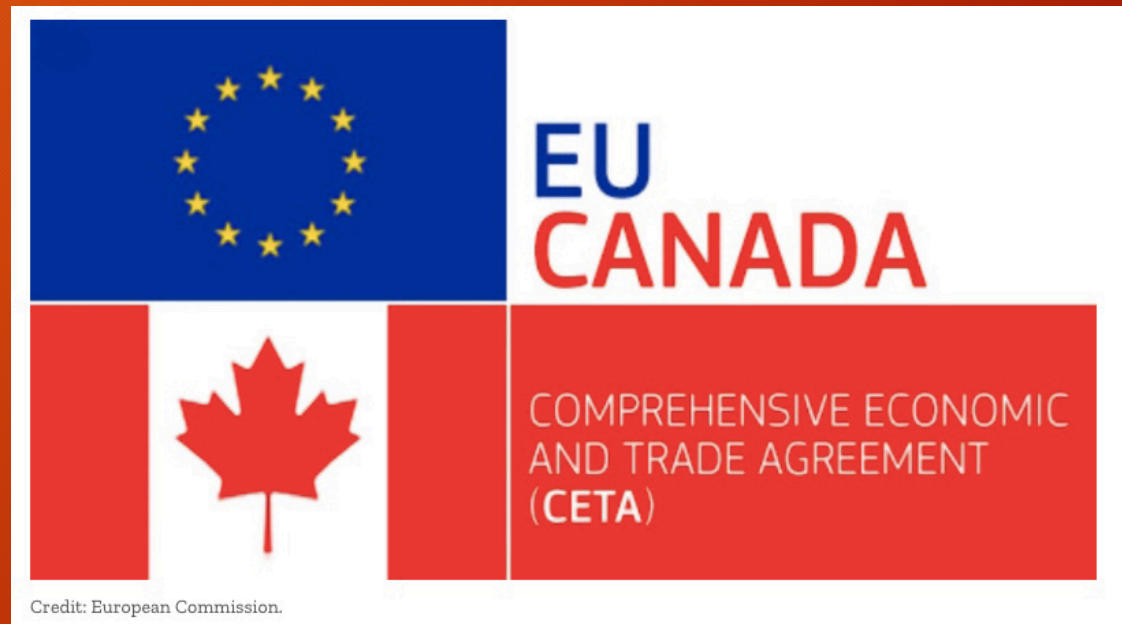 EU
CANADA
COMPREHENSIVE ECONOMIC
AND TRADE AGREEMENT
(CETA)
Credit: European Commission.